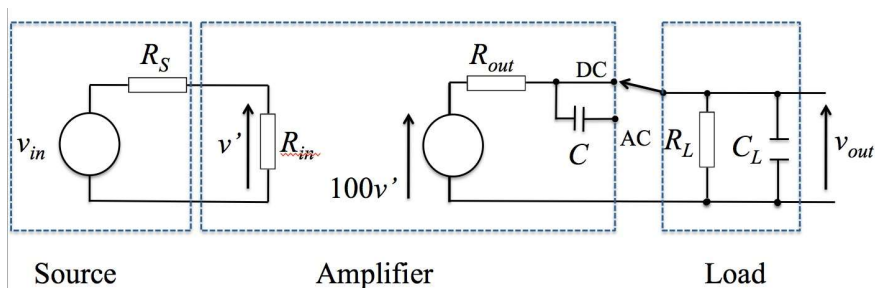 R_S
R_out
DC
v_in
v'
R_in
100v'
C
AC
R_L
C_L
v_out
Source
Amplifier
Load